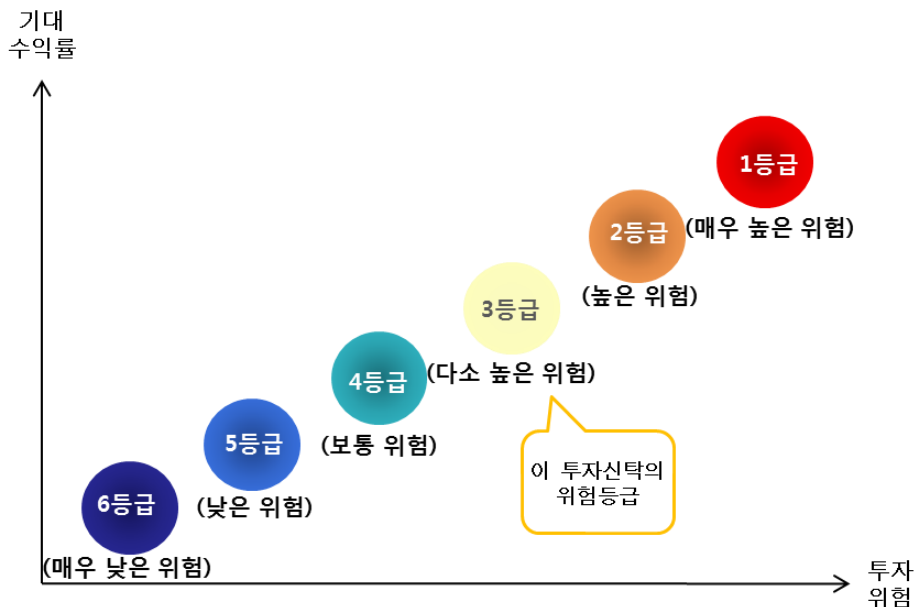 기대
수익률
1등급
(매우 높은 위험)
2등급
(높은 위험)
3등급
(다소 높은 위험)
4등급
(보통 위험)
이 투자신탁의
위험등급
5등급
(낮은 위험)
6등급
(매우 낮은 위험)
투자
위험